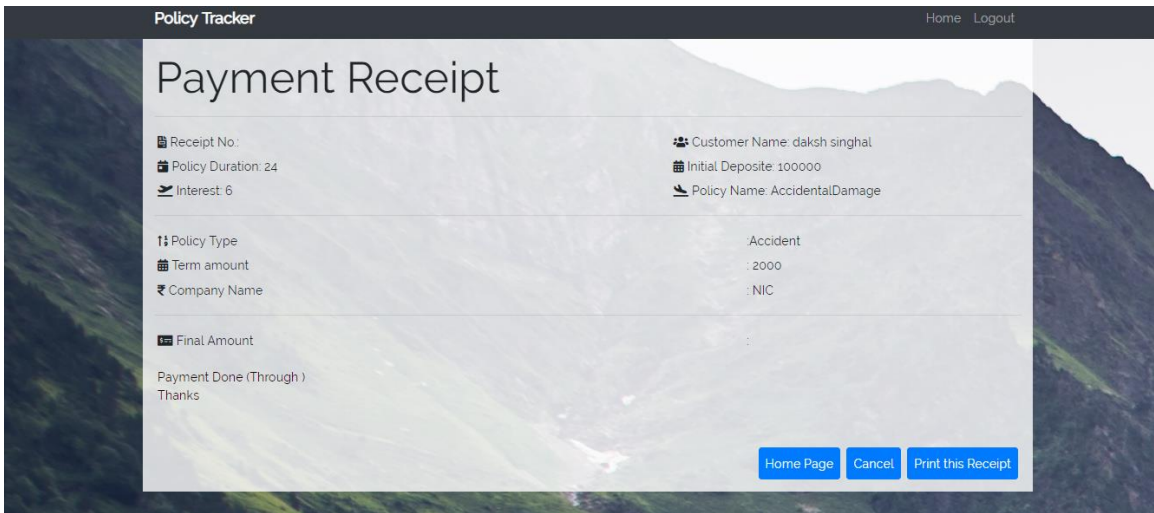 Policy Tracker Home Logout
Payment Receipt
Receipt No.: Customer Name: daksh singhal
Policy Duration: 24 Initial Deposite: 100000
Interest: 6 Policy Name: AccidentalDamage
Policy Type :Accident
Term amount : 2000
Company Name : NIC
Final Amount :
Payment Done (Through )
Thanks
Home Page Cancel Print this Receipt